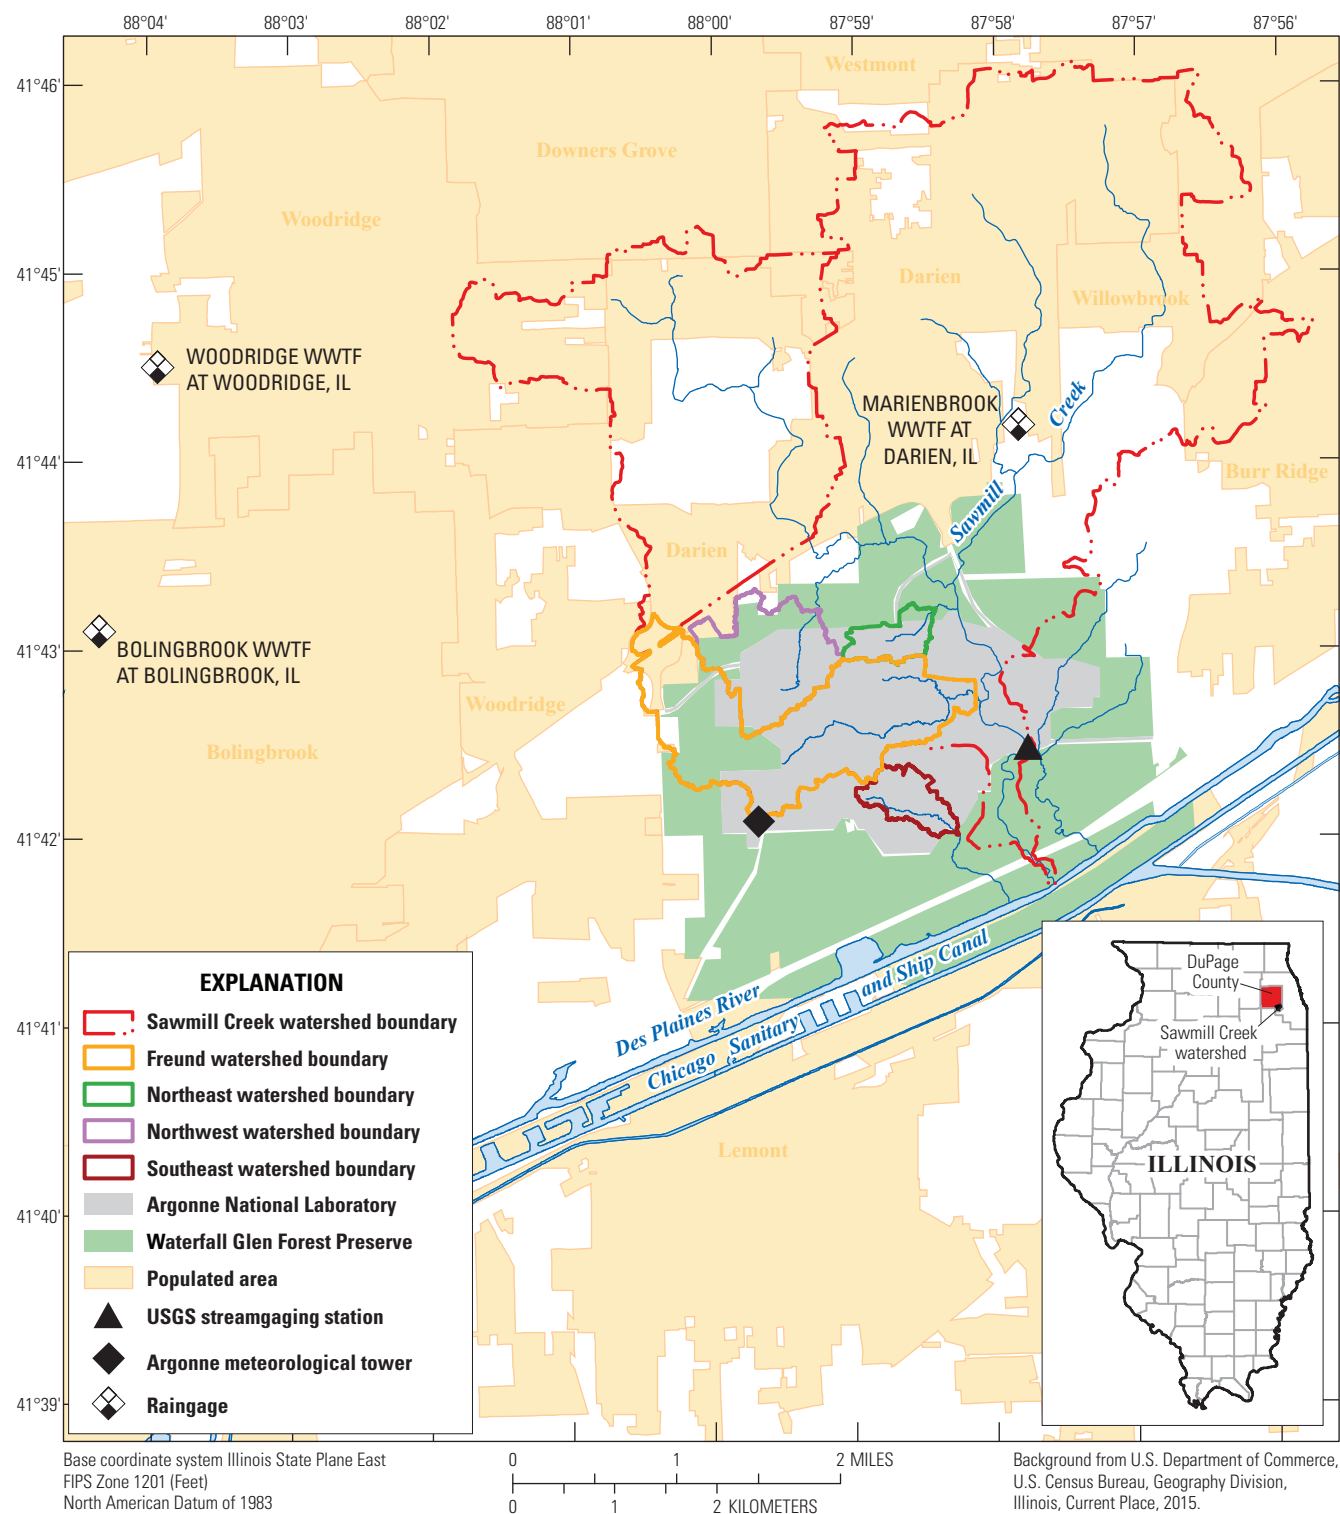 88°04' 88°03' 88°02' 88°01' 88°00' 87°59' 87°58' 87°57' 87°56'
41°46'
41°45'
41°44'
41°43'
41°42'
41°41'
41°40'
41°39'
Westmont
Downers Grove
Woodridge
Darien
Willowbrook
WOODRIDGE WWTF
AT WOODRIDGE, IL
MARIENBROOK
WWTF AT
DARIEN, IL
Creek
Sawmill
Burr Ridge
Darien
BOLINGBROOK WWTF
AT BOLINGBROOK, IL
Woodridge
Bolingbrook
Des Plaines River
Chicago Sanitary and Ship Canal
Lemont
EXPLANATION
Sawmill Creek watershed boundary
Freund watershed boundary
Northeast watershed boundary
Northwest watershed boundary
Southeast watershed boundary
Argonne National Laboratory
Waterfall Glen Forest Preserve
Populated area
USGS streamgaging station
Argonne meteorological tower
Raingage
DuPage
County
Sawmill Creek
watershed
ILLINOIS
Base coordinate system Illinois State Plane East
FIPS Zone 1201 (Feet)
North American Datum of 1983
0 1 2 MILES
0 1 2 KILOMETERS
Background from U.S. Department of Commerce,
U.S. Census Bureau, Geography Division,
Illinois, Current Place, 2015.